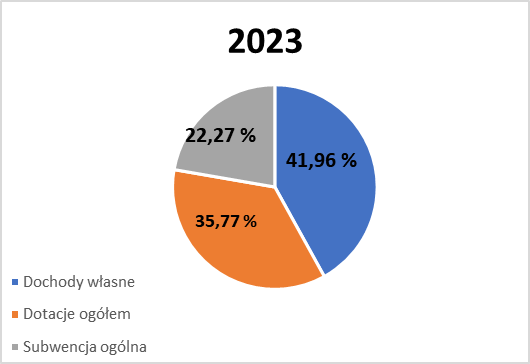 2023
22,27 %
41,96 %
35,77 %
Dochody własne
Dotacje ogółem
Subwencja ogólna